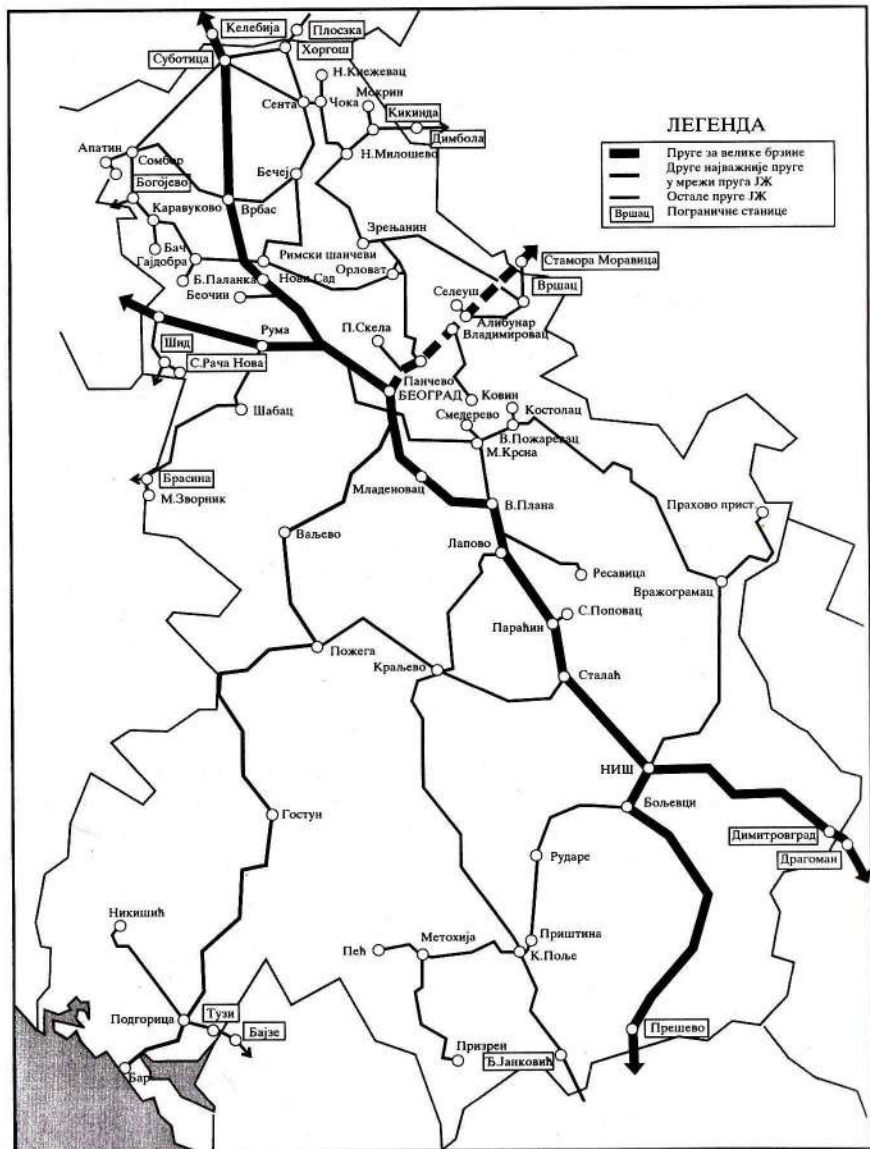 Келебија
Плосзка
Суботица
Хоргош
Н.Кнежевац
Мокрин
Сента
Чока
Кикинда
Димбола
Апатин
Сомбор
Н.Милошево
Бечеј
Богојево
Каравуково
Врбас
Зрењанин
Бач
Гајдобра
Римски шанчеви
Орловат
Стамора Моравица
Б.Паланка
Нови Сад
Селеуш
Вршац
Беочин
Алибунар
Владимировац
П.Скела
Рума
Шид
С.Рача Нова
Панчево
БЕОГРАД
Ковин
Костолац
Шабац
Смедерево
В.Пожаревац
М.Крсна
Брасина
М.Зворник
Младеновац
В.Плана
Прахово прист.
Ваљево
Лапово
Ресавица
Вражограмац
С.Поповац
Параћин
Пожега
Краљево
Сталаћ
НИШ
Бољевци
Гостун
Димитровград
Драгоман
Рударе
Никишић
Приштина
Пећ
Метохија
К.Поље
Подгорица
Тузи
Бајзе
Прешево
Призреи
Ђ.Јанковић
Бар
ЛЕГЕНДА
Пруге за велике брзине
Друге најважније пруге
у мрежи пруга ЈЖ
Остале пруге ЈЖ
Вршац
Пограничне станице